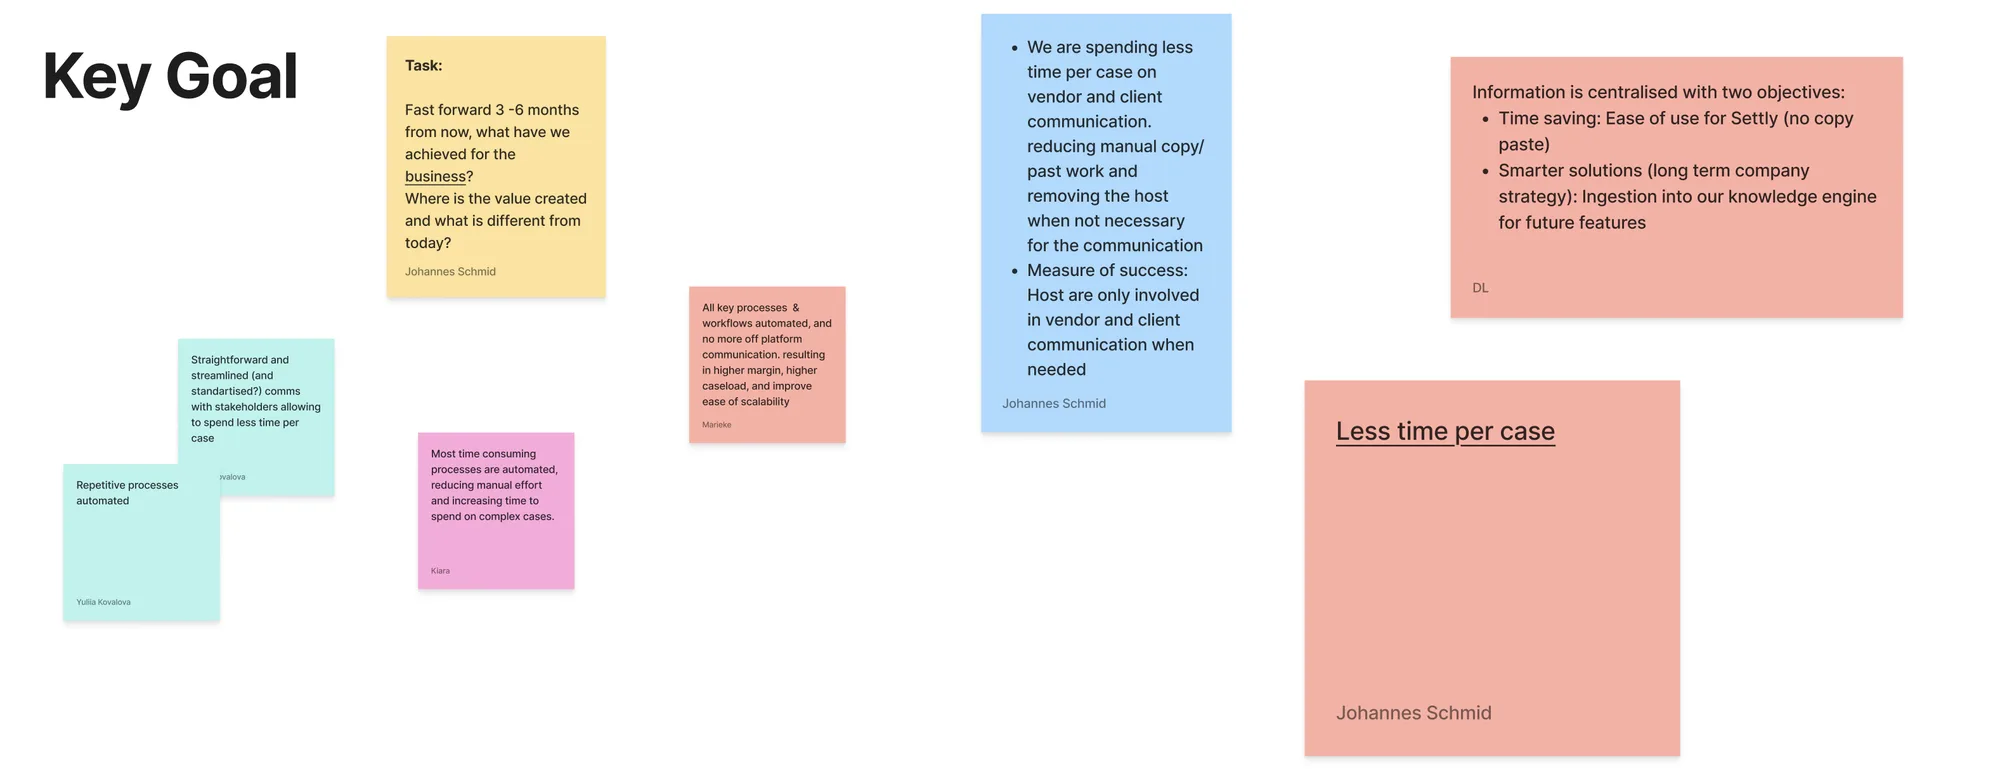 Key Goal
Task:
Fast forward 3 -6 months
from now, what have we
achieved for the
business?
Where is the value created
and what is different from
today?
Johannes Schmid
Straightforward and
streamlined (and
standartised?) comms
with stakeholders allowing
to spend less time per
case
ovalova
Repetitive processes
automated
Yuliia Kovalova
Most time consuming
processes are automated,
reducing manual effort
and increasing time to
spend on complex cases.
Kiara
All key processes  &
workflows automated, and
no more off platform
communication. resulting
in higher margin, higher
caseload, and improve
ease of scalability
Marieke
• We are spending less
time per case on
vendor and client
communication.
reducing manual copy/
past work and
removing the host
when not necessary
for the communication
• Measure of success:
Host are only involved
in vendor and client
communication when
needed
Johannes Schmid
Information is centralised with two objectives:
• Time saving: Ease of use for Settly (no copy
paste)
• Smarter solutions (long term company
strategy): Ingestion into our knowledge engine
for future features
DL
Less time per case
Johannes Schmid